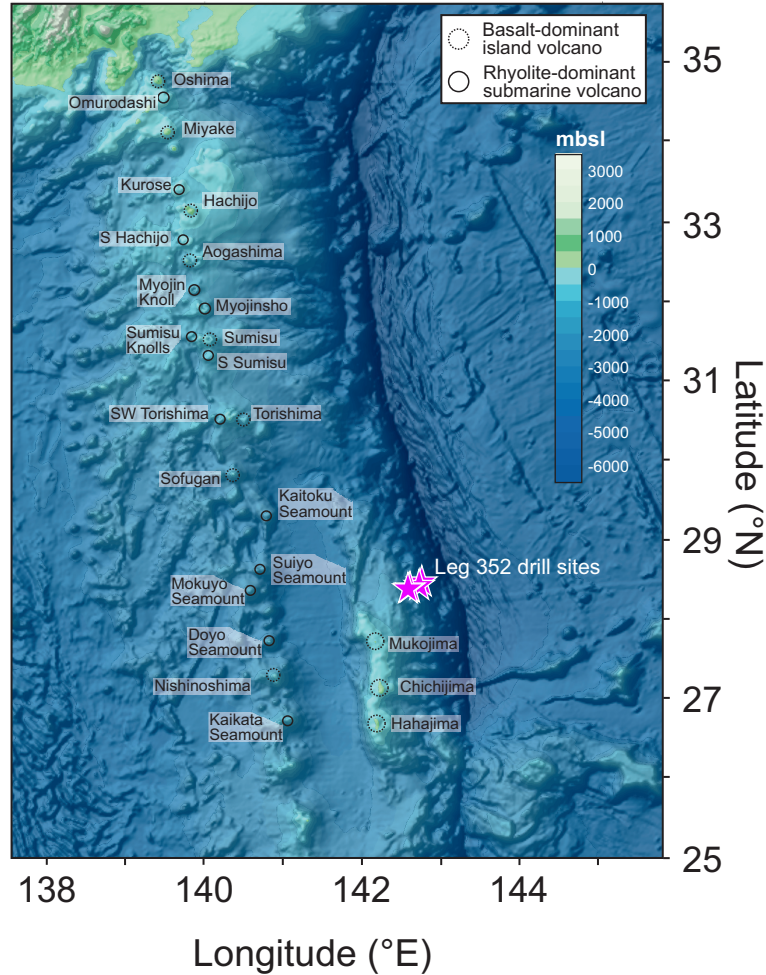 Basalt-dominant
island volcano
Rhyolite-dominant
submarine volcano
mbsl
3000
2000
1000
0
-1000
-2000
-3000
-4000
-5000
-6000
Oshima
Omurodashi
Miyake
Kurose
Hachijo
S Hachijo
Aogashima
Myojin
Knoll
Myojinsho
Sumisu
Knolls
Sumisu
S Sumisu
SW Torishima
Torishima
Sofugan
Kaitoku
Seamount
Suiyo
Seamount
Mokuyo
Seamount
Leg 352 drill sites
Doyo
Seamount
Mukojima
Nishinoshima
Chichijima
Kaikata
Seamount
Hahajima
35
33
31
29
27
25
Latitude (°N)
138
140
142
144
Longitude (°E)